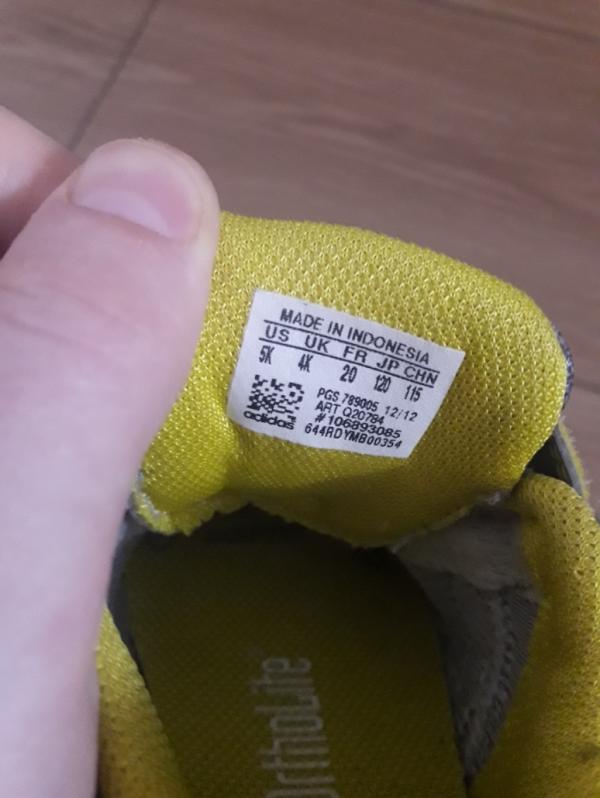 MADE IN INDONESIA
US UK FR JP CHN
5K 4K 20 120 115
PGS 789005 12/12
ART Q20784
# 106893085
adidas 644RDYMB00354
ortholite